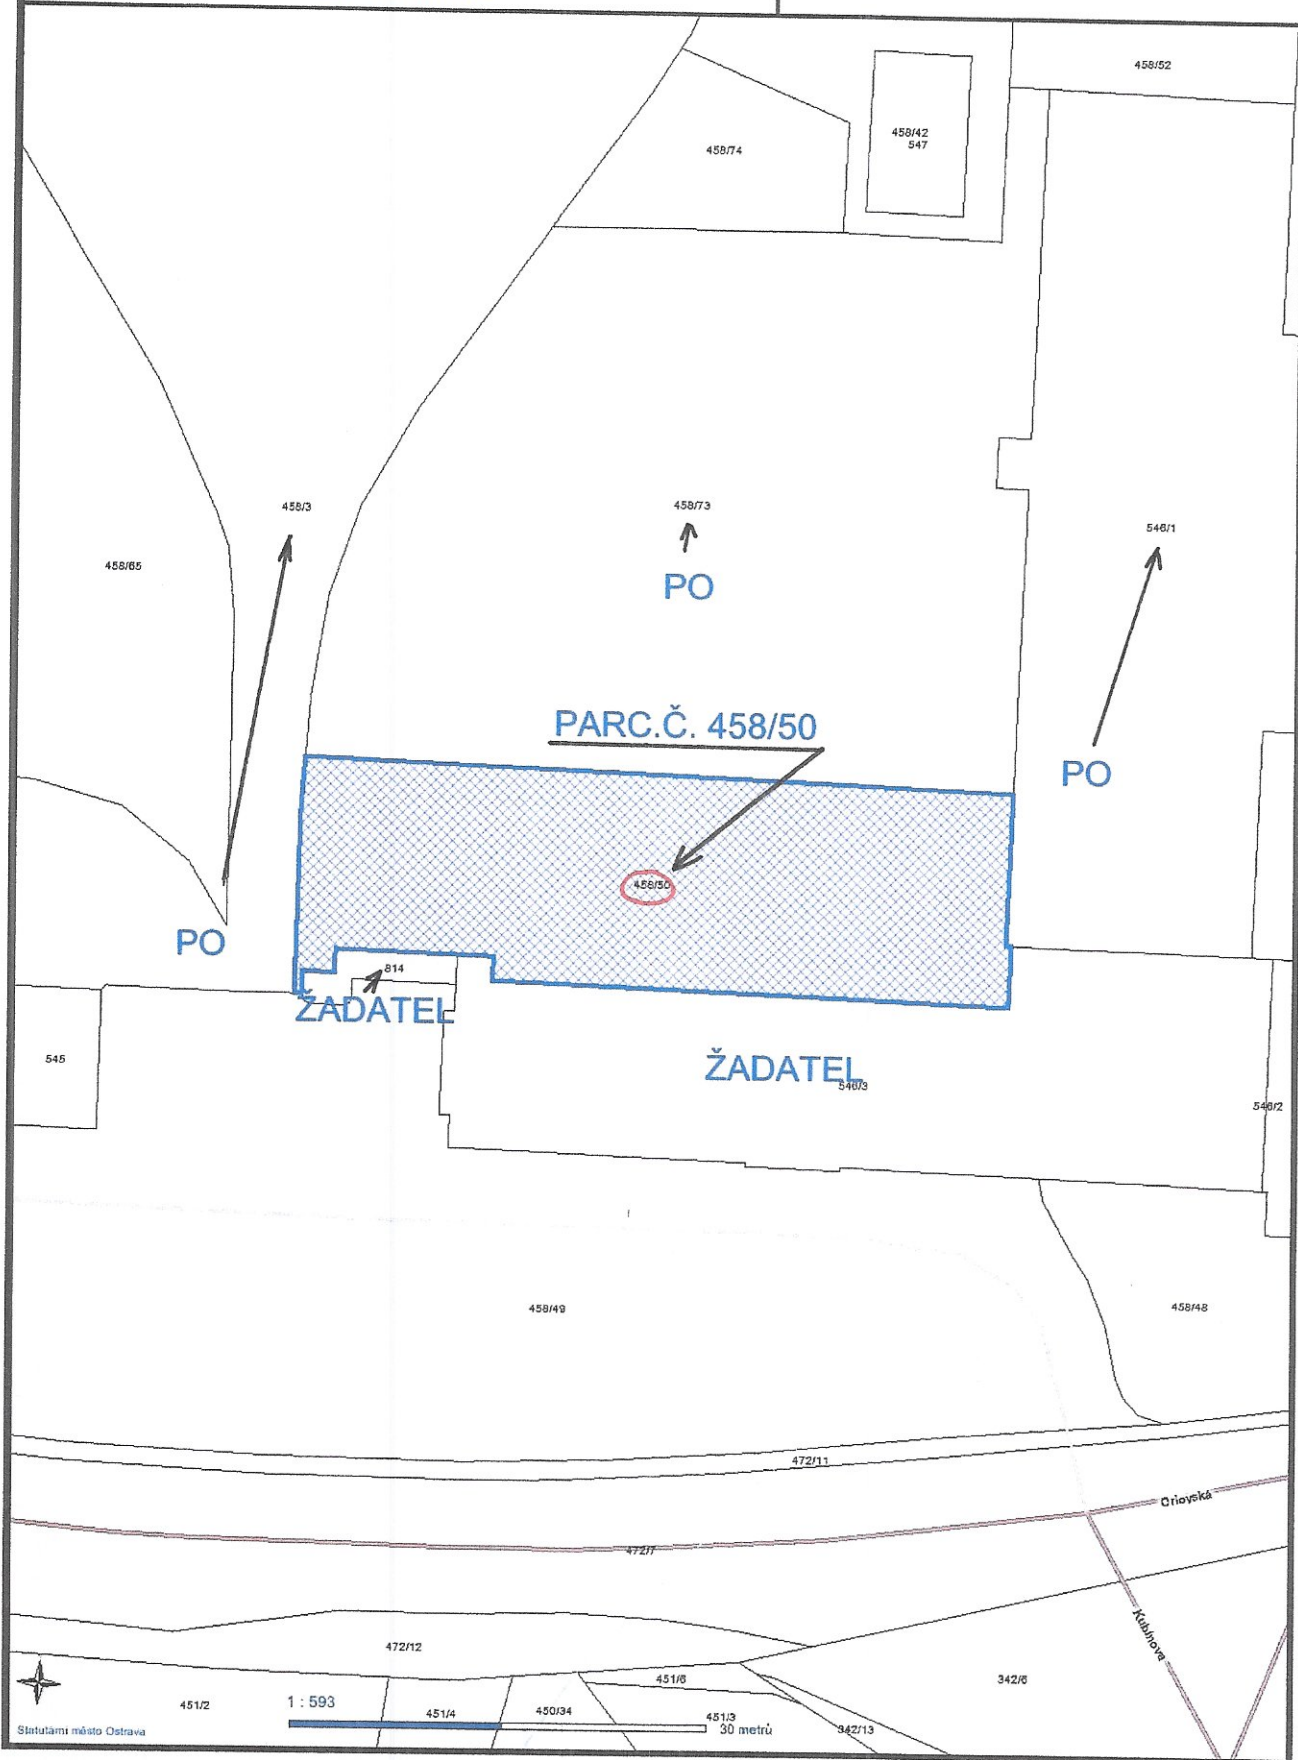 458/52
458/42
547
458/74
458/3
458/73
546/1
458/65
PO
PARC.Č. 458/50
PO
458/50
PO
814
ŽADATEL
545
ŽADATEL
546/3
546/2
458/49
458/48
472/11
Orlovská
472/7
Kubínova
472/12
451/6
342/6
451/2
1 : 593
451/4
450/34
451/3
30 metrů
342/13
Statutární město Ostrava